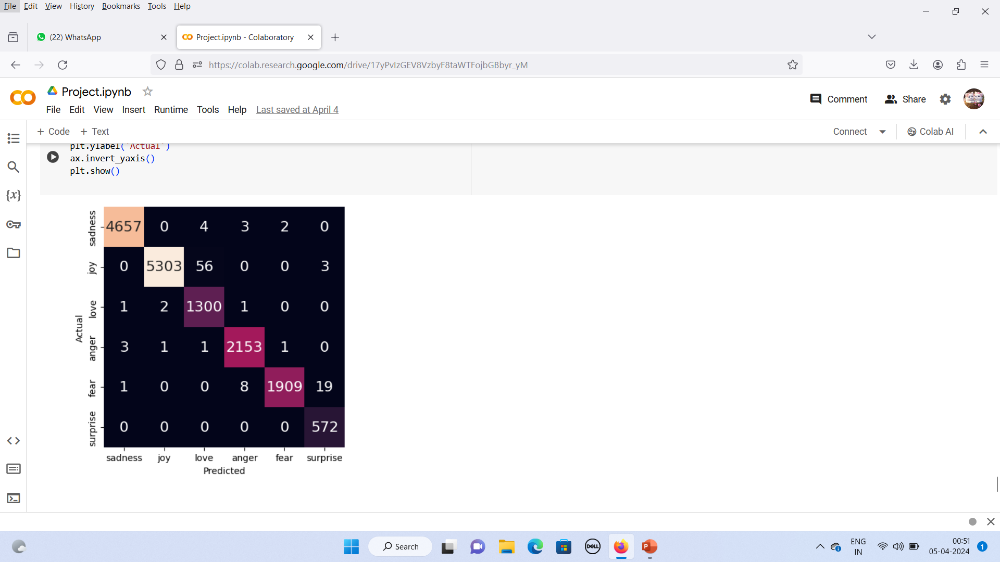 File Edit View History Bookmarks Tools Help
(22) WhatsApp
Project.ipynb - Colaboratory
https://colab.research.google.com/drive/17yPvIzGEV8VzbyF8taWTFojbGBbyr_yM
Project.ipynb
Comment Share
File Edit View Insert Runtime Tools Help Last saved at April 4
+ Code + Text
Connect Colab AI
plt.ylabel('Actual')
ax.invert_yaxis()
plt.show()
sadness 4657 0 4 3 2 0
joy 0 5303 56 0 0 3
love 1 2 1300 1 0 0
Actual
anger 3 1 1 2153 1 0
fear 1 0 0 8 1909 19
surprise 0 0 0 0 0 572
sadness joy love anger fear surprise
Predicted
Search
DELL
P
ENG
IN
00:51
05-04-2024
1